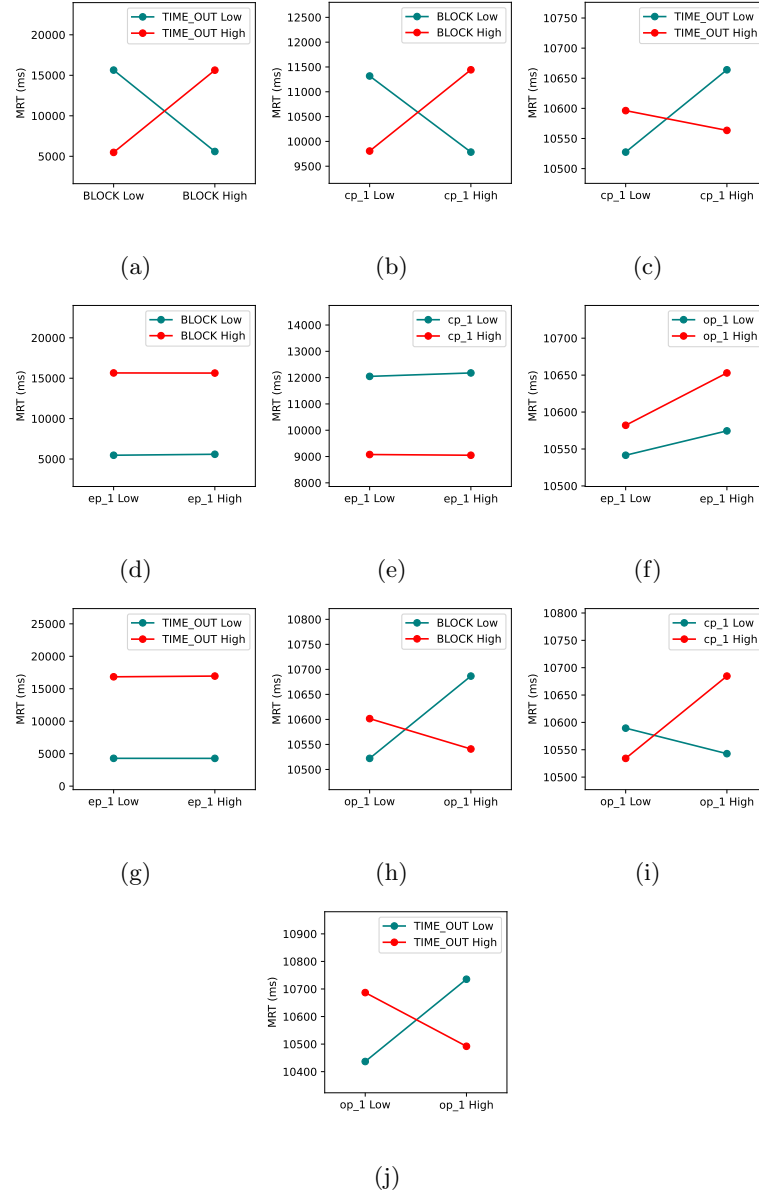 TIME_OUT Low
TIME_OUT High
20000
15000
10000
5000
MRT (ms)
BLOCK Low
BLOCK High
(a)
BLOCK Low
BLOCK High
12500
12000
11500
11000
10500
10000
9500
MRT (ms)
cp_1 Low
cp_1 High
(b)
TIME_OUT Low
TIME_OUT High
10750
10700
10650
10600
10550
10500
MRT (ms)
cp_1 Low
cp_1 High
(c)
BLOCK Low
BLOCK High
20000
15000
10000
5000
MRT (ms)
ep_1 Low
ep_1 High
(d)
cp_1 Low
cp_1 High
14000
13000
12000
11000
10000
9000
8000
MRT (ms)
ep_1 Low
ep_1 High
(e)
op_1 Low
op_1 High
10700
10650
10600
10550
10500
MRT (ms)
ep_1 Low
ep_1 High
(f)
TIME_OUT Low
TIME_OUT High
25000
20000
15000
10000
5000
0
MRT (ms)
ep_1 Low
ep_1 High
(g)
BLOCK Low
BLOCK High
10800
10750
10700
10650
10600
10550
10500
MRT (ms)
op_1 Low
op_1 High
(h)
cp_1 Low
cp_1 High
10800
10750
10700
10650
10600
10550
10500
MRT (ms)
op_1 Low
op_1 High
(i)
TIME_OUT Low
TIME_OUT High
10900
10800
10700
10600
10500
10400
MRT (ms)
op_1 Low
op_1 High
(j)